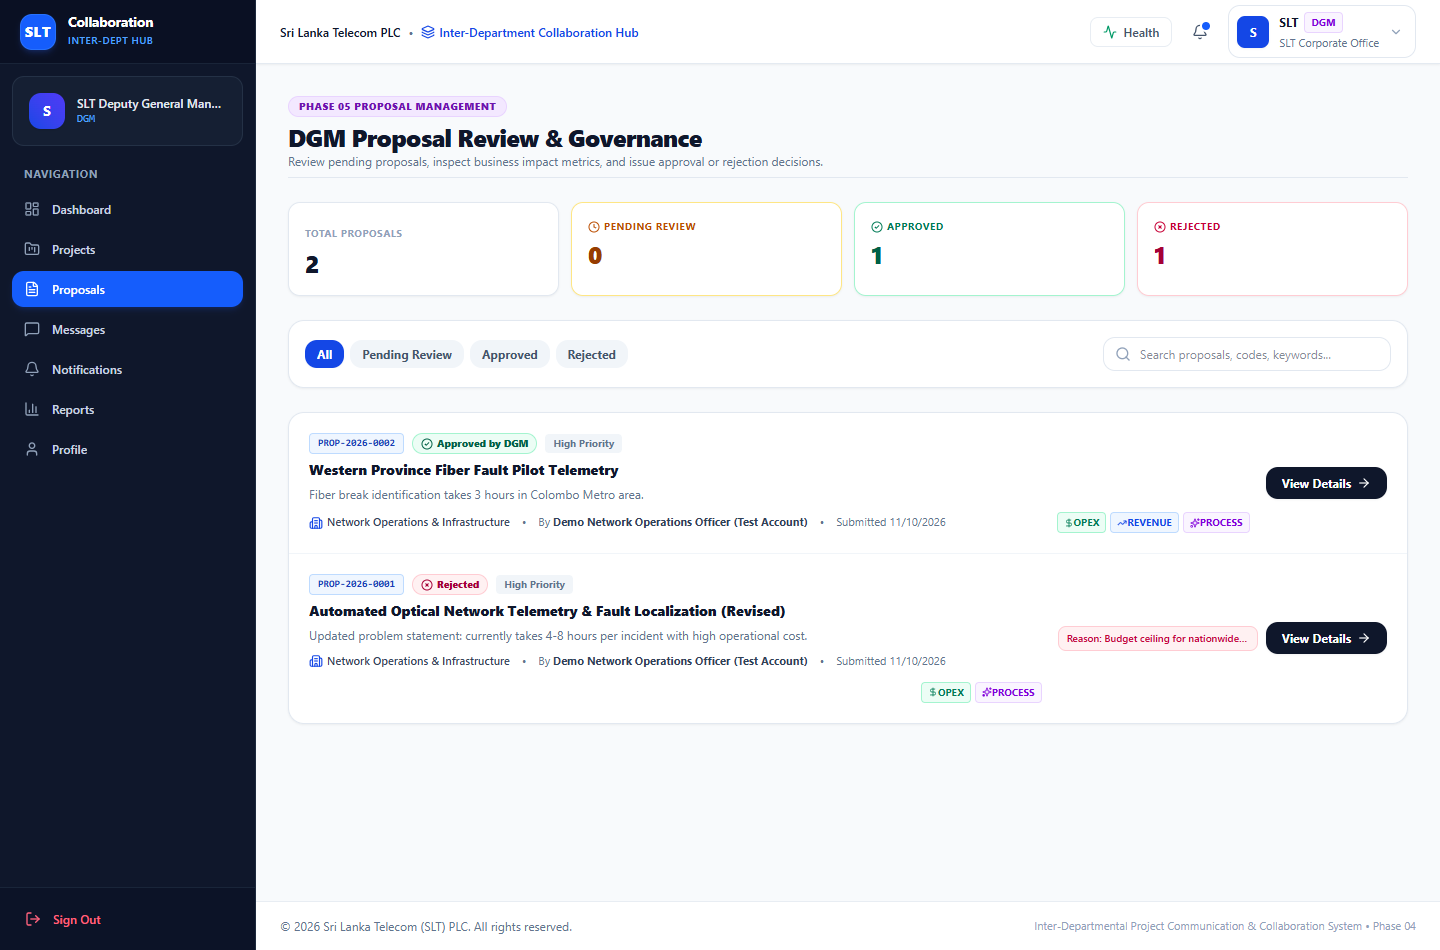 SLT
Collaboration
INTER-DEPT HUB
S
SLT Deputy General Man...
DGM
NAVIGATION
Dashboard
Projects
Proposals
Messages
Notifications
Reports
Profile
Sign Out
Sri Lanka Telecom PLC • Inter-Department Collaboration Hub
Health
S
SLT DGM
SLT Corporate Office
PHASE 05 PROPOSAL MANAGEMENT
DGM Proposal Review & Governance
Review pending proposals, inspect business impact metrics, and issue approval or rejection decisions.
TOTAL PROPOSALS
2
PENDING REVIEW
0
APPROVED
1
REJECTED
1
All Pending Review Approved Rejected
Search proposals, codes, keywords...
PROP-2026-0002 Approved by DGM High Priority
Western Province Fiber Fault Pilot Telemetry
Fiber break identification takes 3 hours in Colombo Metro area.
Network Operations & Infrastructure • By Demo Network Operations Officer (Test Account) • Submitted 11/10/2026
$OPEX REVENUE PROCESS
View Details
PROP-2026-0001 Rejected High Priority
Automated Optical Network Telemetry & Fault Localization (Revised)
Updated problem statement: currently takes 4-8 hours per incident with high operational cost.
Network Operations & Infrastructure • By Demo Network Operations Officer (Test Account) • Submitted 11/10/2026
$OPEX PROCESS
Reason: Budget ceiling for nationwide...
View Details
© 2026 Sri Lanka Telecom (SLT) PLC. All rights reserved.
Inter-Departmental Project Communication & Collaboration System • Phase 04